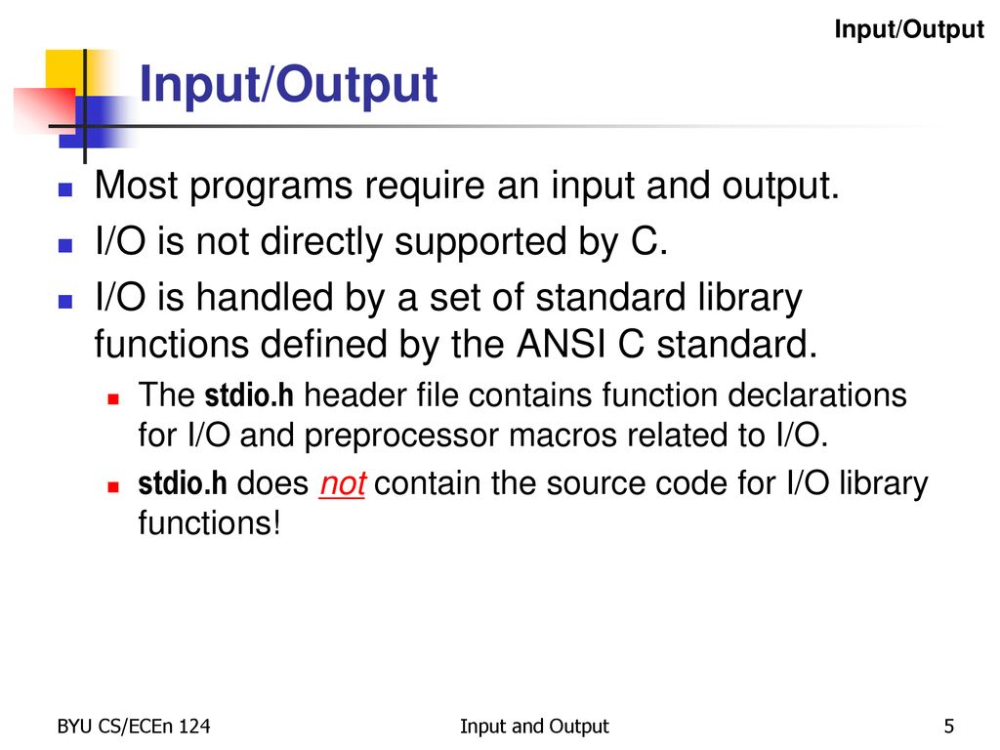 Input/Output
Input/Output
Most programs require an input and output.
I/O is not directly supported by C.
I/O is handled by a set of standard library
functions defined by the ANSI C standard.
The stdio.h header file contains function declarations
for I/O and preprocessor macros related to I/O.
stdio.h does not contain the source code for I/O library
functions!
BYU CS/ECEn 124
Input and Output
5